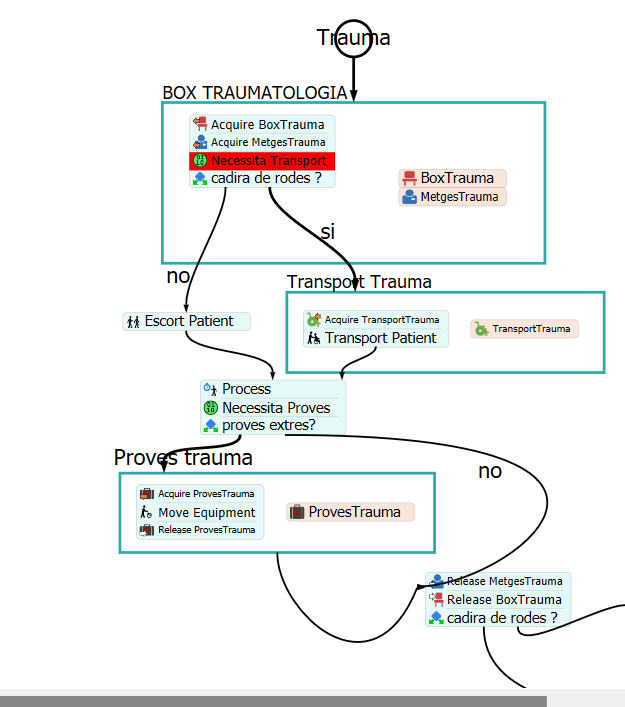 Trauma
BOX TRAUMATOLOGIA
Acquire BoxTrauma
Acquire MetgesTrauma
Necessita Transport
cadira de rodes ?
BoxTrauma
MetgesTrauma
si
no
Transport Trauma
Escort Patient
Acquire TransportTrauma
Transport Patient
TransportTrauma
Process
Necessita Proves
proves extres?
Proves trauma
no
Acquire ProvesTrauma
Move Equipment
Release ProvesTrauma
ProvesTrauma
Release MetgesTrauma
Release BoxTrauma
cadira de rodes ?